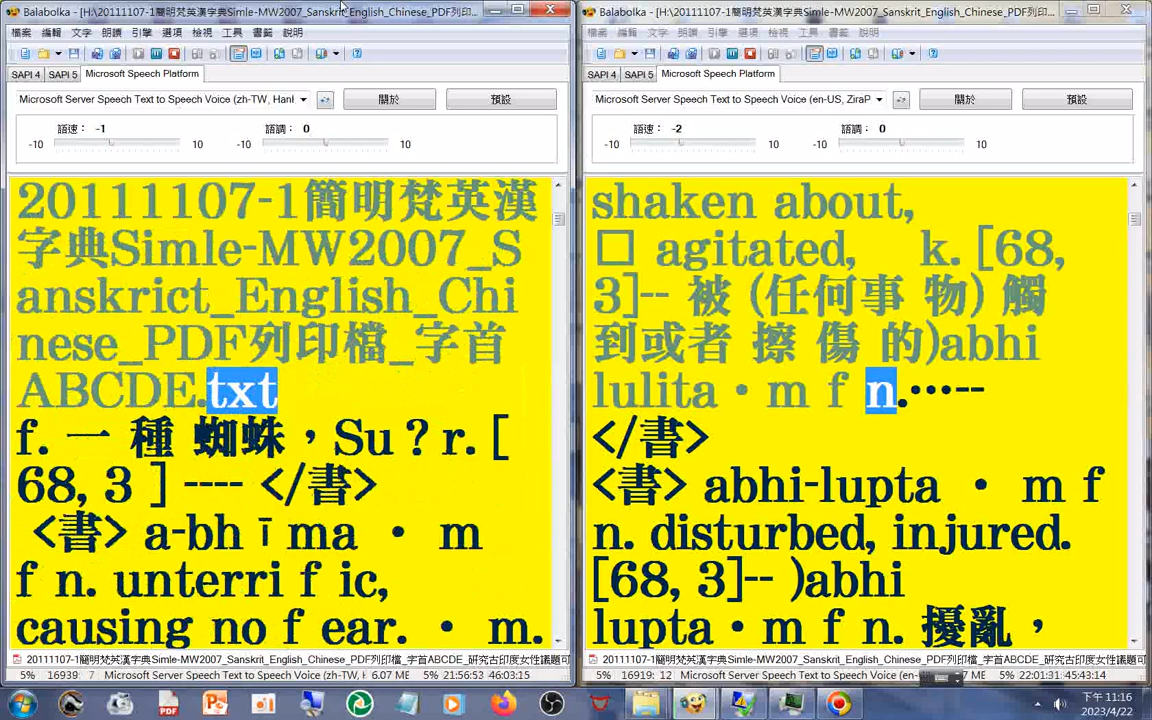 Balabolka - [H:\20111107-1簡明梵英漢字典Simle-MW2007_Sanskrit_English_Chinese_PDF列印...
檔案 編輯 文字 朗讀 引擎 選項 檢視 工具 書籤 說明
SAPI 4 SAPI 5 Microsoft Speech Platform
Microsoft Server Speech Text to Speech Voice (zh-TW, Hanl
關於 預設
語速: -1 語調: 0
-10 10 -10 10
20111107-1簡明梵英漢
字典Simle-MW2007_S
anskrict_English_Chi
nese_PDF列印檔_字首
ABCDE.txt
f. 一 種 蜘蛛,Su?r. [
68, 3 ] ---- </書>
<書> a-bh ī ma • m
f n. unterri f ic,
causing no f ear. • m.
20111107-1簡明梵英漢字典Simle-MW2007_Sanskrit_English_Chinese_PDF列印檔_字首ABCDE_研究古印度女性議題可
5% 16939: 7 Microsoft Server Speech Text to Speech Voice (zh-TW, H 6.07 ME 5% 21:56:53 46:03:15
Balabolka - [H:\20111107-1簡明梵英漢字典Simle-MW2007_Sanskrit_English_Chinese_PDF列印...
檔案 編輯 文字 朗讀 引擎 選項 檢視 工具 書籤 說明
SAPI 4 SAPI 5 Microsoft Speech Platform
Microsoft Server Speech Text to Speech Voice (en-US, ZiraP
關於 預設
語速: -2 語調: 0
-10 10 -10 10
shaken about,
□ agitated, k. [68,
3]-- 被 (任何事 物) 觸
到或者 擦 傷 的)abhi
lulita • m f n.•••--
</書>
<書> abhi-lupta • m f
n. disturbed, injured.
[68, 3]-- )abhi
lupta • m f n. 擾亂,
20111107-1簡明梵英漢字典Simle-MW2007_Sanskrit_English_Chinese_PDF列印檔_字首ABCDE_研究古印度女性議題可
5% 16919: 12 Microsoft Server Speech Text to Speech Voice 5% 22:01:31 45:43:14
下午 11:16
2023/4/22